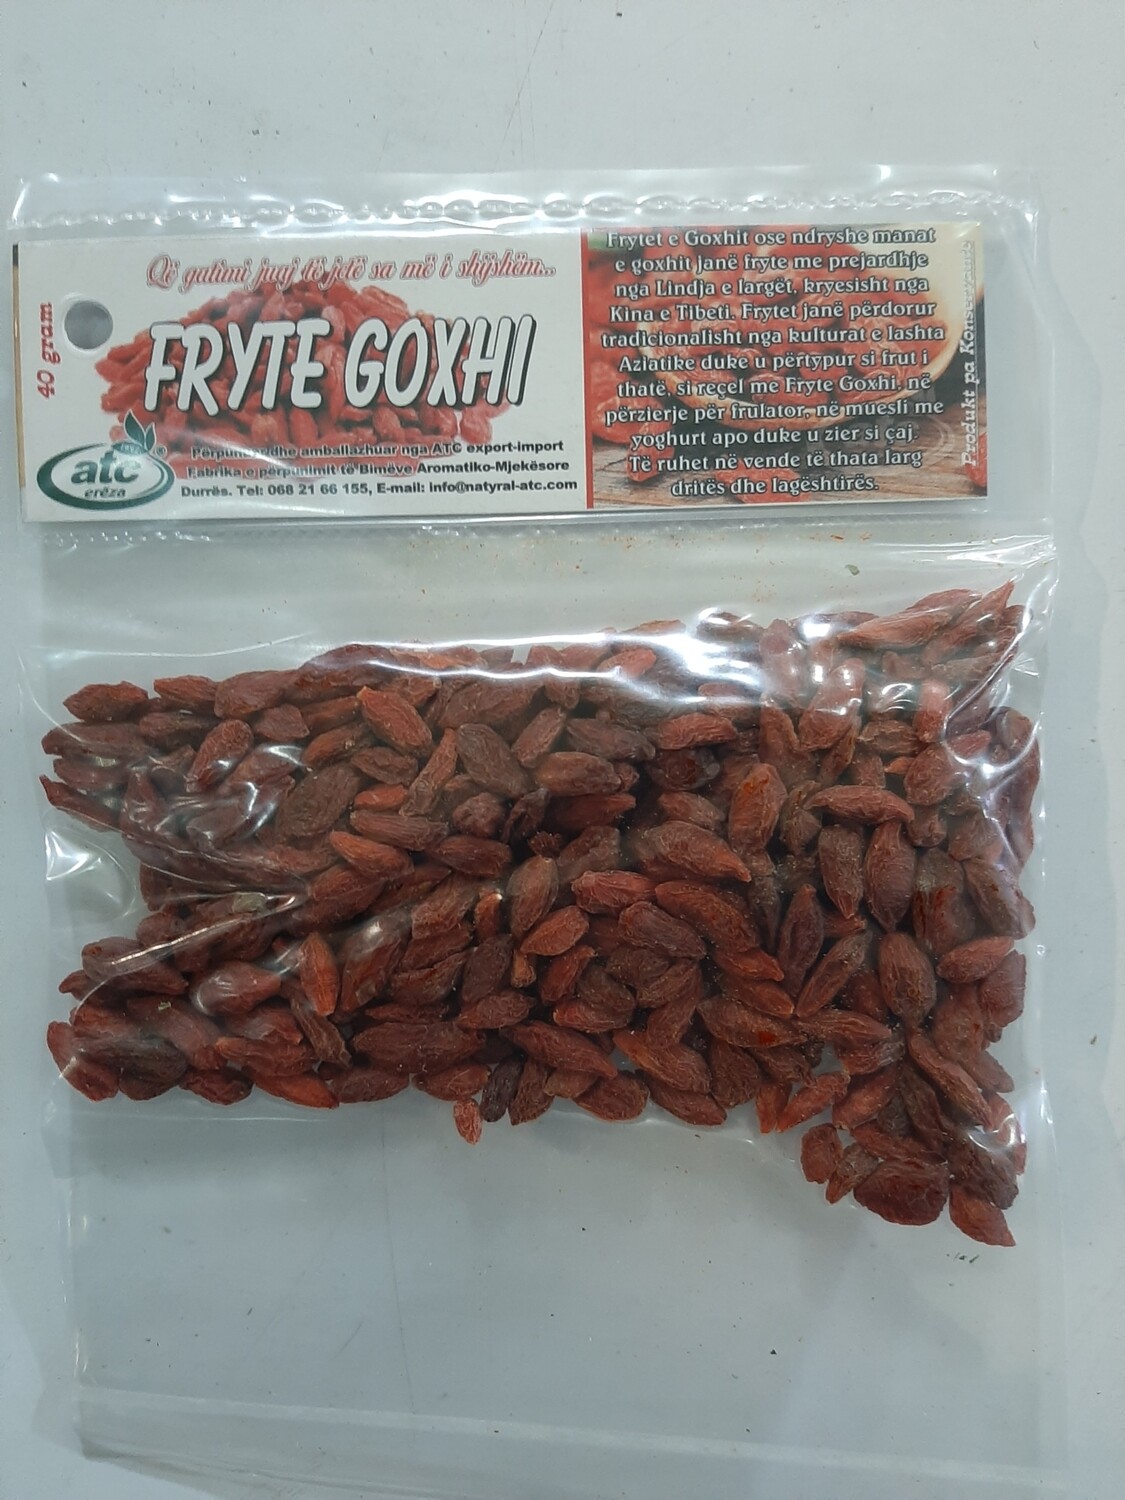 Që gatimi juaj të jetë sa më i shijshëm...
40 gram
FRYTE GOXHI
atc
®
erëza
Përpunuar dhe amballazhuar nga ATC export-import
Fabrika e përpunimit të Bimëve Aromatiko-Mjekësore
Durrës. Tel: 068 21 66 155, E-mail: info@natyral-atc.com
Frytet e Goxhit ose ndryshe manat
e goxhit janë fryte me prejardhje
nga Lindja e largët, kryesisht nga
Kina e Tibeti. Frytet janë përdorur
tradicionalisht nga kulturat e lashta
Aziatike duke u përtypur si frut i
thatë, si reçel me Fryte Goxhi, në
përzierje për frulator, në muesli me
yoghurt apo duke u zier si çaj.
Të ruhet në vende të thata larg
dritës dhe lagështirës.
Produkt pa Konservantë